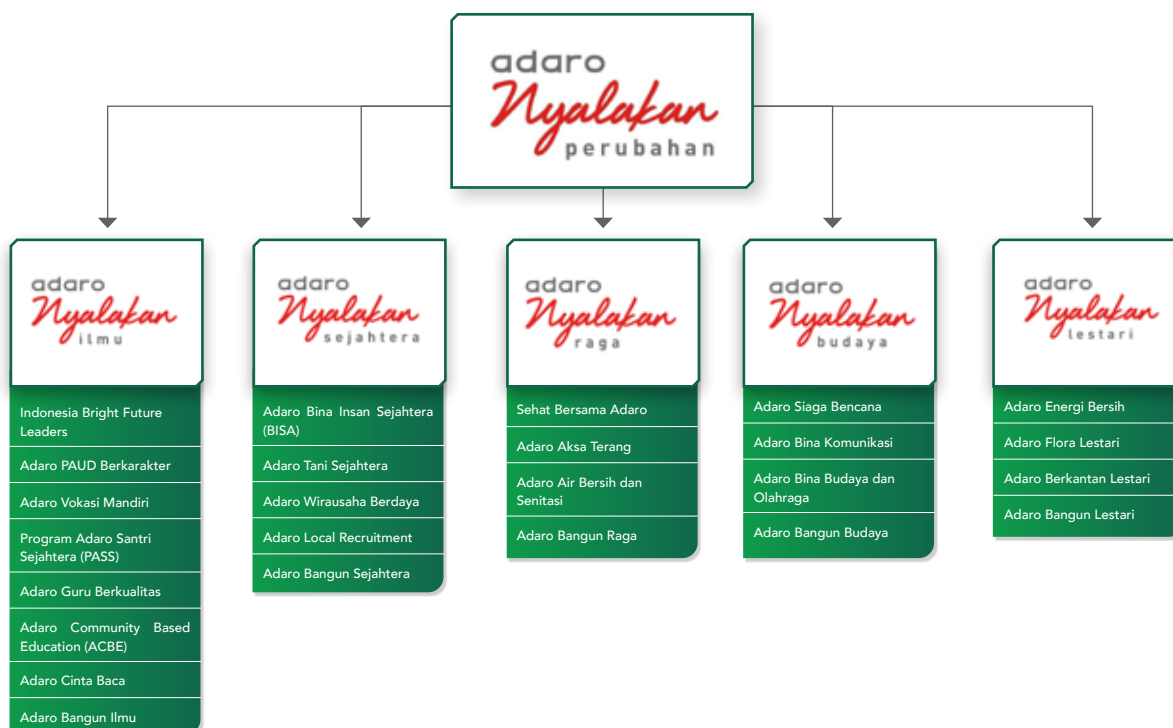 adaro
Nyalakan
perubahan
adaro
Nyalakan
ilmu
Indonesia Bright Future
Leaders
Adaro PAUD Berkarakter
Adaro Vokasi Mandiri
Program Adaro Santri
Sejahtera (PASS)
Adaro Guru Berkualitas
Adaro Community Based
Education (ACBE)
Adaro Cinta Baca
Adaro Bangun Ilmu
adaro
Nyalakan
sejahtera
Adaro Bina Insan Sejahtera
(BISA)
Adaro Tani Sejahtera
Adaro Wirausaha Berdaya
Adaro Local Recruitment
Adaro Bangun Sejahtera
adaro
Nyalakan
raga
Sehat Bersama Adaro
Adaro Aksa Terang
Adaro Air Bersih dan
Senitasi
Adaro Bangun Raga
adaro
Nyalakan
budaya
Adaro Siaga Bencana
Adaro Bina Komunikasi
Adaro Bina Budaya dan
Olahraga
Adaro Bangun Budaya
adaro
Nyalakan
lestari
Adaro Energi Bersih
Adaro Flora Lestari
Adaro Berkantan Lestari
Adaro Bangun Lestari